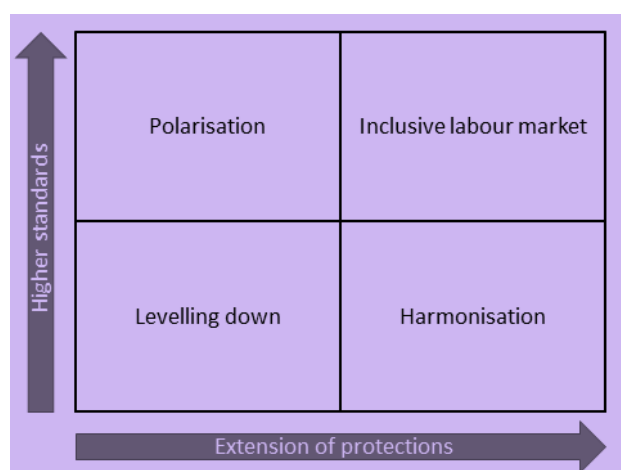 Higher standards
Polarisation
Inclusive labour market
Levelling down
Harmonisation
Extension of protections